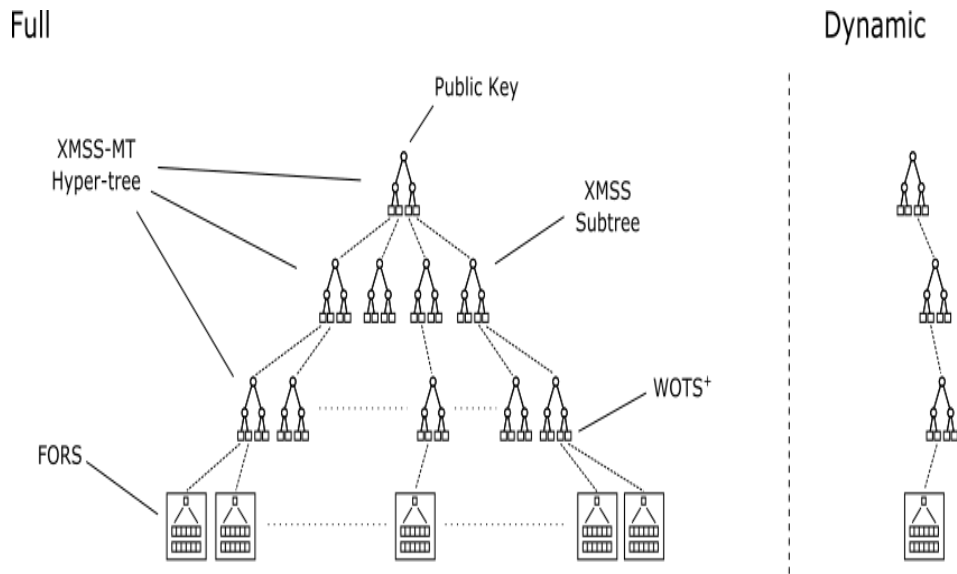 Full
Dynamic
Public Key
XMSS-MT
Hyper-tree
XMSS
Subtree
WOTS⁺
FORS